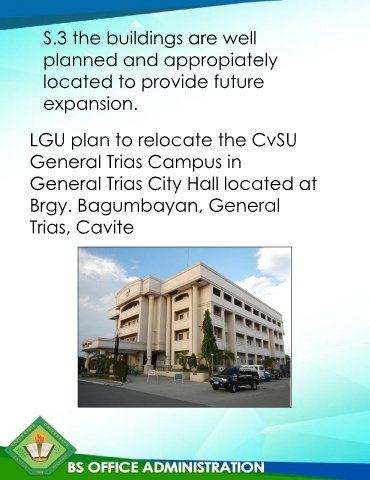 S.3 the buildings are well
planned and appropiately
located to provide future
expansion.
LGU plan to relocate the CvSU
General Trias Campus in
General Trias City Hall located at
Brgy. Bagumbayan, General
Trias, Cavite
BS OFFICE ADMINISTRATION